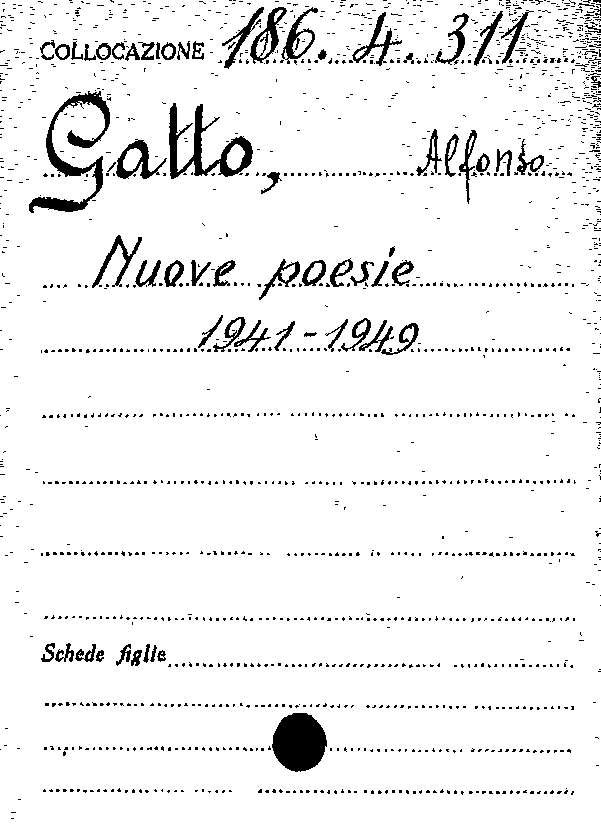 COLLOCAZIONE 186. 4. 311
Gatto, Alfonso
Nuove poesie
1941-1949
Schede figlie